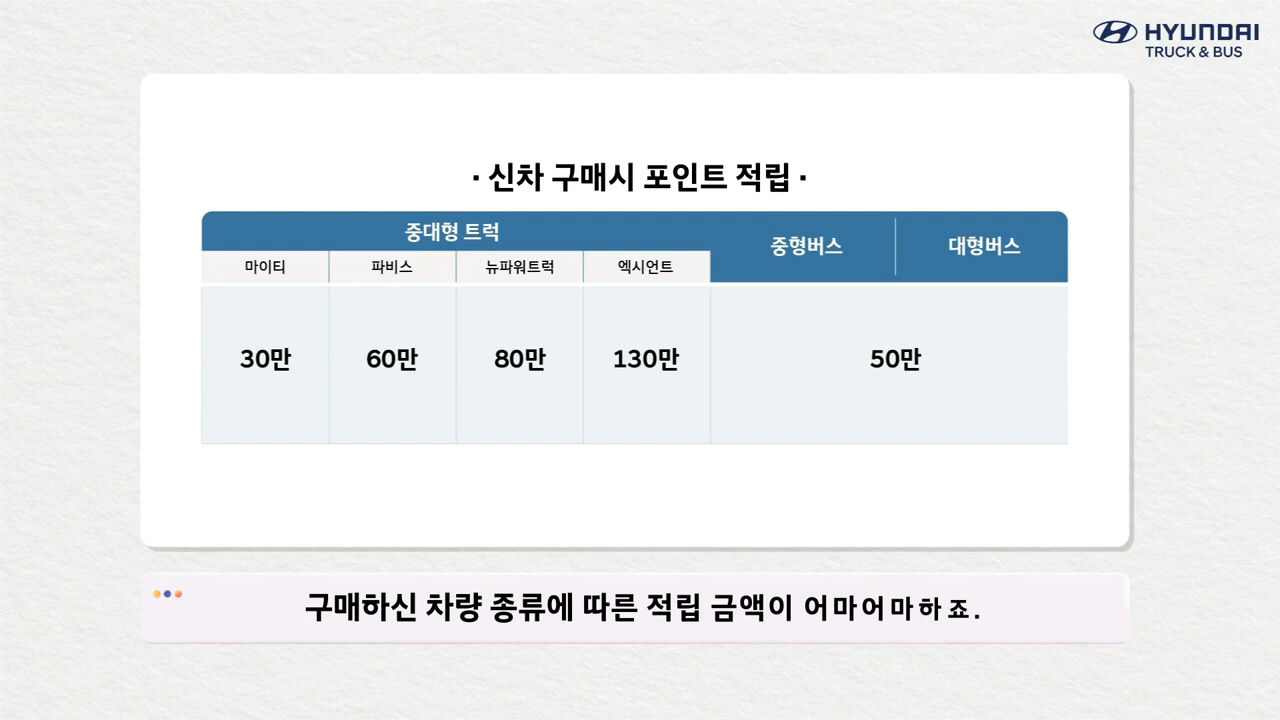 HYUNDAI
TRUCK & BUS
· 신차 구매시 포인트 적립 ·
중대형 트럭
중형버스
대형버스
마이티
파비스
뉴파워트럭
엑시언트
30만
60만
80만
130만
50만
구매하신 차량 종류에 따른 적립 금액이 어마어마하죠.